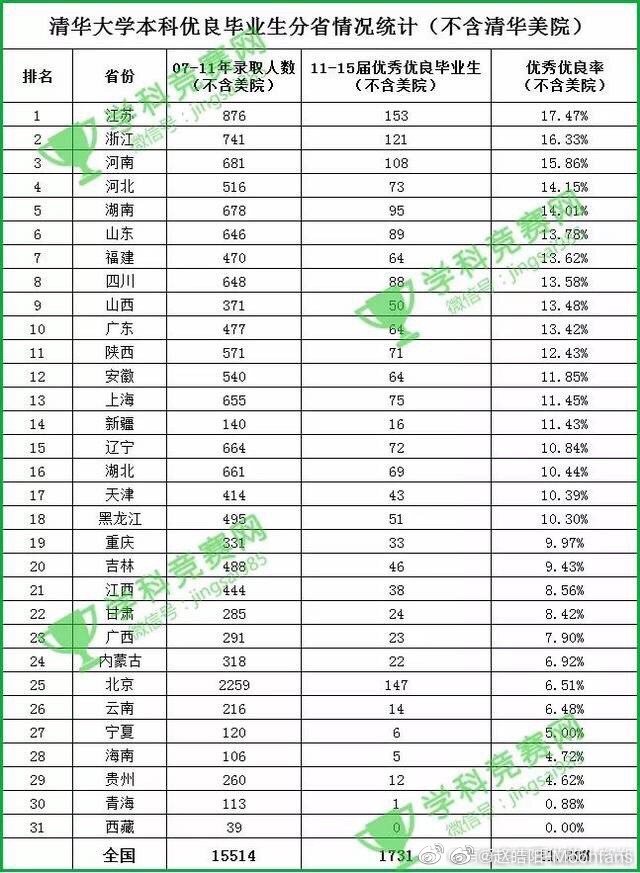 清华大学本科优良毕业生分省情况统计（不含清华美院）
排名 省份 07-11年录取人数（不含美院） 11-15届优秀优良毕业生（不含美院） 优秀优良率（不含美院）
1 江苏 876 153 17.47%
2 浙江 741 121 16.33%
3 河南 681 108 15.86%
4 河北 516 73 14.15%
5 湖南 678 95 14.01%
6 山东 646 89 13.78%
7 福建 470 64 13.62%
8 四川 648 88 13.58%
9 山西 371 50 13.48%
10 广东 477 64 13.42%
11 陕西 571 71 12.43%
12 安徽 540 64 11.85%
13 上海 655 75 11.45%
14 新疆 140 16 11.43%
15 辽宁 664 72 10.84%
16 湖北 661 69 10.44%
17 天津 414 43 10.39%
18 黑龙江 495 51 10.30%
19 重庆 331 33 9.97%
20 吉林 488 46 9.43%
21 江西 444 38 8.56%
22 甘肃 285 24 8.42%
23 广西 291 23 7.90%
24 内蒙古 318 22 6.92%
25 北京 2259 147 6.51%
26 云南 216 14 6.48%
27 宁夏 120 6 5.00%
28 海南 106 5 4.72%
29 贵州 260 12 4.62%
30 青海 113 1 0.88%
31 西藏 39 0 0.00%
全国 15514 1731
学科竞赛网
微信号：jingsai985
学科竞赛网
微信号：jingsai985
学科竞赛网
微信号：jingsai985
学科竞赛网
微信号：jingsai985